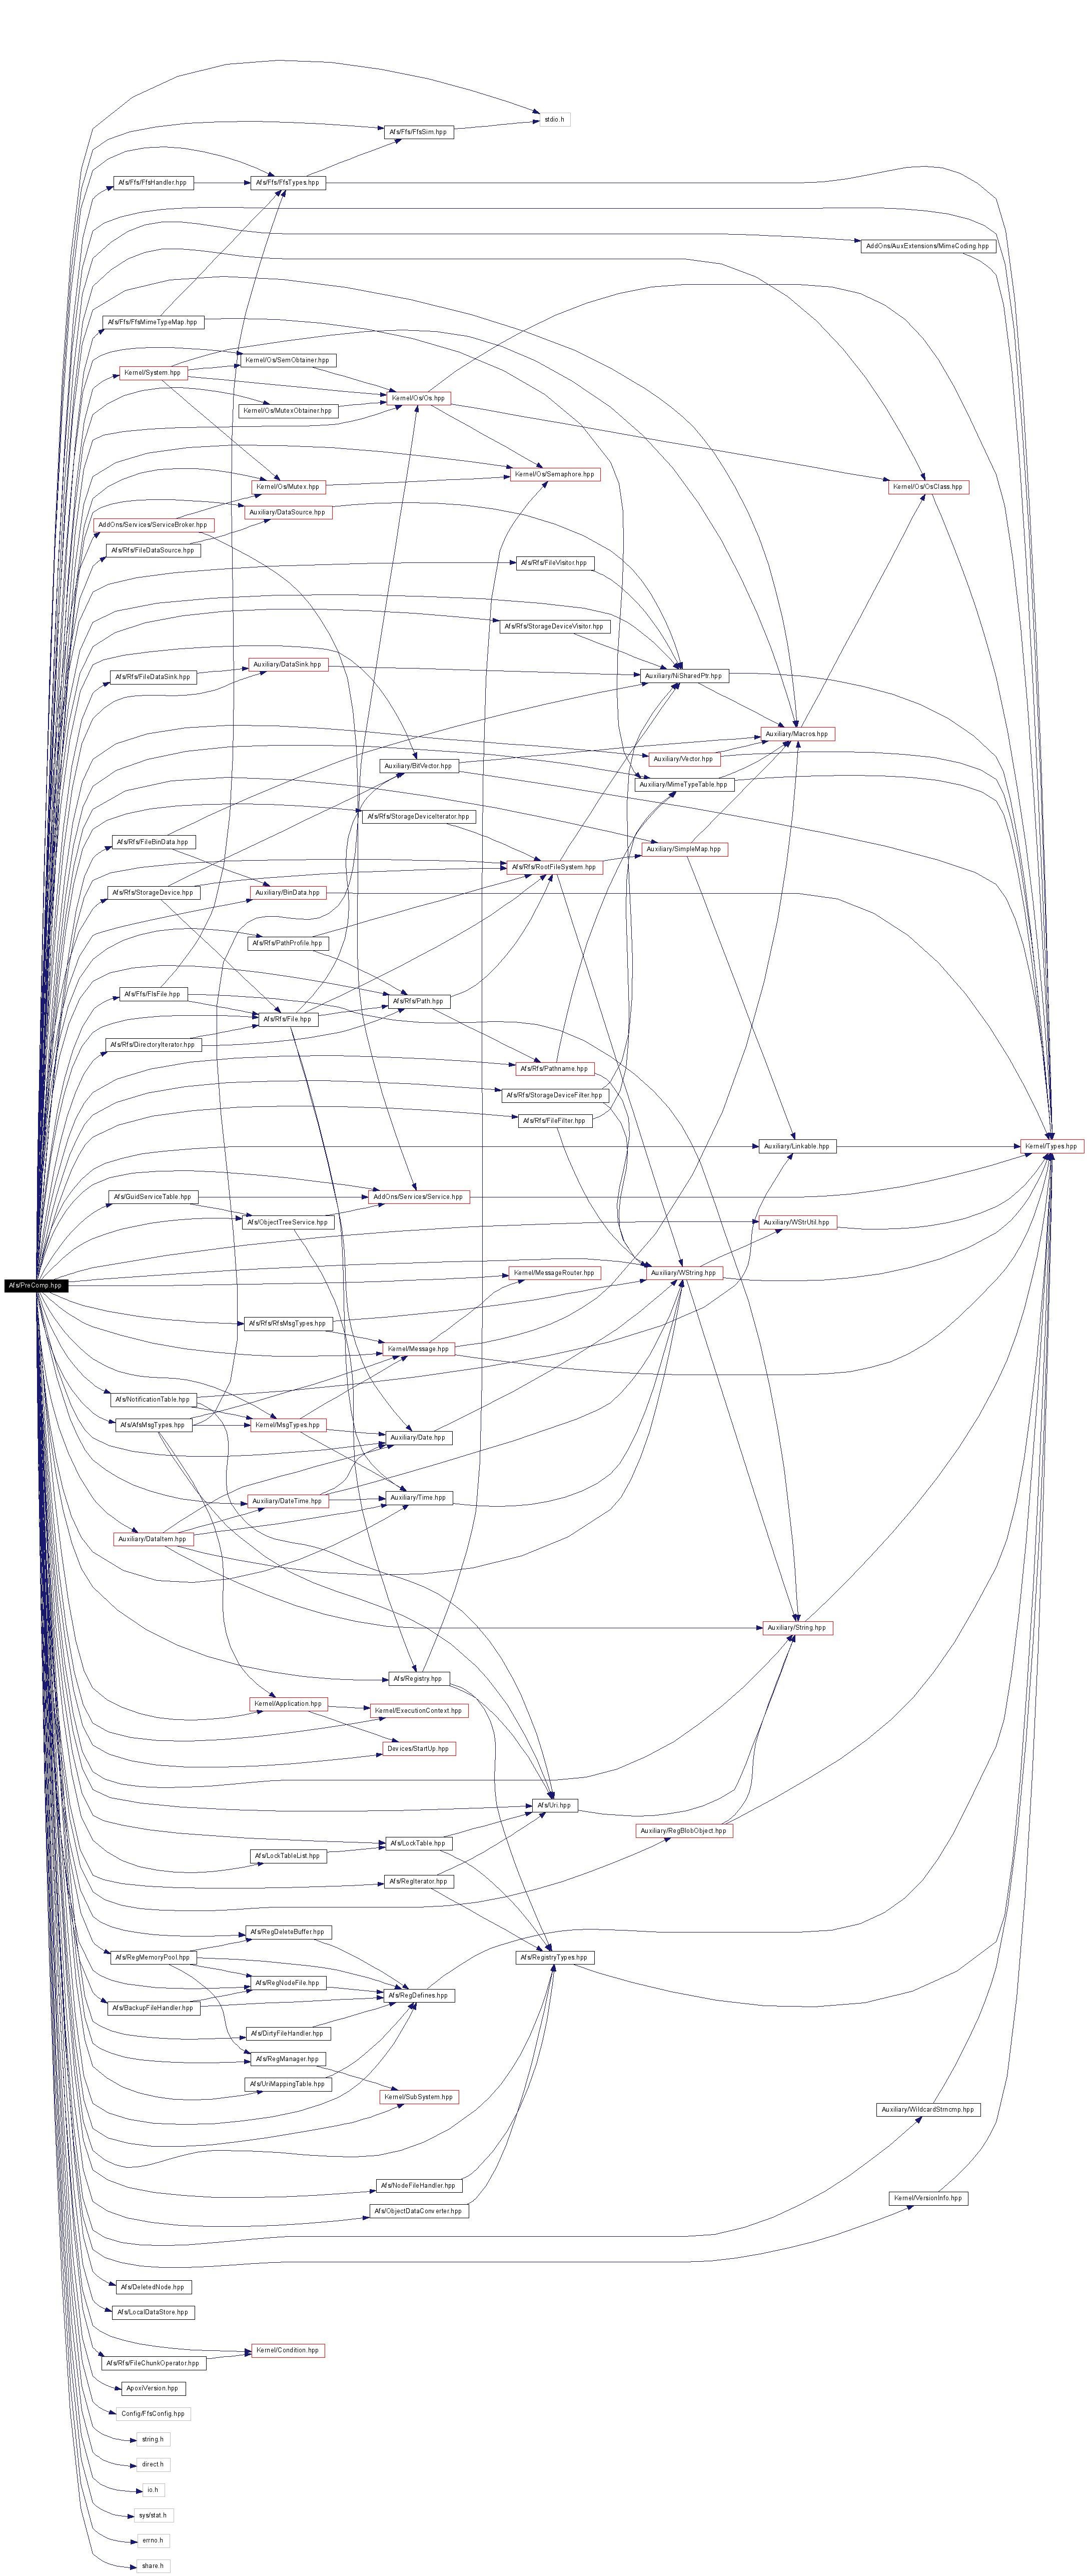 stdio.h
Afs/Ffs/FfsSim.hpp
Afs/Ffs/FfsHandler.hpp
Afs/Ffs/FfsTypes.hpp
AddOns/AuxExtensions/MimeCoding.hpp
Afs/Ffs/FfsMimeTypeMap.hpp
Kernel/Os/SemObtainer.hpp
Kernel/System.hpp
Kernel/Os/Os.hpp
Kernel/Os/MutexObtainer.hpp
Kernel/Os/Semaphore.hpp
Kernel/Os/Mutex.hpp
Kernel/Os/OsClass.hpp
Auxiliary/DataSource.hpp
AddOns/Services/ServiceBroker.hpp
Afs/Rfs/FileDataSource.hpp
Afs/Rfs/FileVisitor.hpp
Afs/Rfs/StorageDeviceVisitor.hpp
Auxiliary/DataSink.hpp
Afs/Rfs/FileDataSink.hpp
Auxiliary/NiSharedPtr.hpp
Auxiliary/Macros.hpp
Auxiliary/Vector.hpp
Auxiliary/BitVector.hpp
Auxiliary/MimeTypeTable.hpp
Afs/Rfs/StorageDeviceIterator.hpp
Afs/Rfs/FileBinData.hpp
Auxiliary/SimpleMap.hpp
Afs/Rfs/RootFileSystem.hpp
Afs/Rfs/StorageDevice.hpp
Auxiliary/BinData.hpp
Afs/Rfs/PathProfile.hpp
Afs/Ffs/FlsFile.hpp
Afs/Rfs/Path.hpp
Afs/Rfs/File.hpp
Afs/Rfs/DirectoryIterator.hpp
Afs/Rfs/Pathname.hpp
Afs/Rfs/StorageDeviceFilter.hpp
Afs/Rfs/FileFilter.hpp
Auxiliary/Linkable.hpp
Kernel/Types.hpp
Afs/GuidServiceTable.hpp
AddOns/Services/Service.hpp
Afs/ObjectTreeService.hpp
Auxiliary/WStrUtil.hpp
Kernel/MessageRouter.hpp
Auxiliary/WString.hpp
Afs/PreComp.hpp
Afs/Rfs/RfsMsgTypes.hpp
Kernel/Message.hpp
Afs/NotificationTable.hpp
Afs/AfsMsgTypes.hpp
Kernel/MsgTypes.hpp
Auxiliary/Date.hpp
Auxiliary/DateTime.hpp
Auxiliary/Time.hpp
Auxiliary/DataItem.hpp
Auxiliary/String.hpp
Afs/Registry.hpp
Kernel/Application.hpp
Kernel/ExecutionContext.hpp
Devices/StartUp.hpp
Afs/Uri.hpp
Auxiliary/RegBlobObject.hpp
Afs/LockTable.hpp
Afs/LockTableList.hpp
Afs/RegIterator.hpp
Afs/RegDeleteBuffer.hpp
Afs/RegMemoryPool.hpp
Afs/RegistryTypes.hpp
Afs/RegNodeFile.hpp
Afs/RegDefines.hpp
Afs/BackupFileHandler.hpp
Afs/DirtyFileHandler.hpp
Afs/RegManager.hpp
Afs/UriMappingTable.hpp
Kernel/SubSystem.hpp
Auxiliary/WildcardStrncmp.hpp
Afs/NodeFileHandler.hpp
Kernel/VersionInfo.hpp
Afs/ObjectDataConverter.hpp
Afs/DeletedNode.hpp
Afs/LocalDataStore.hpp
Kernel/Condition.hpp
Afs/Rfs/FileChunkOperator.hpp
ApoxiVersion.hpp
Config/FfsConfig.hpp
string.h
direct.h
io.h
sys/stat.h
errno.h
share.h